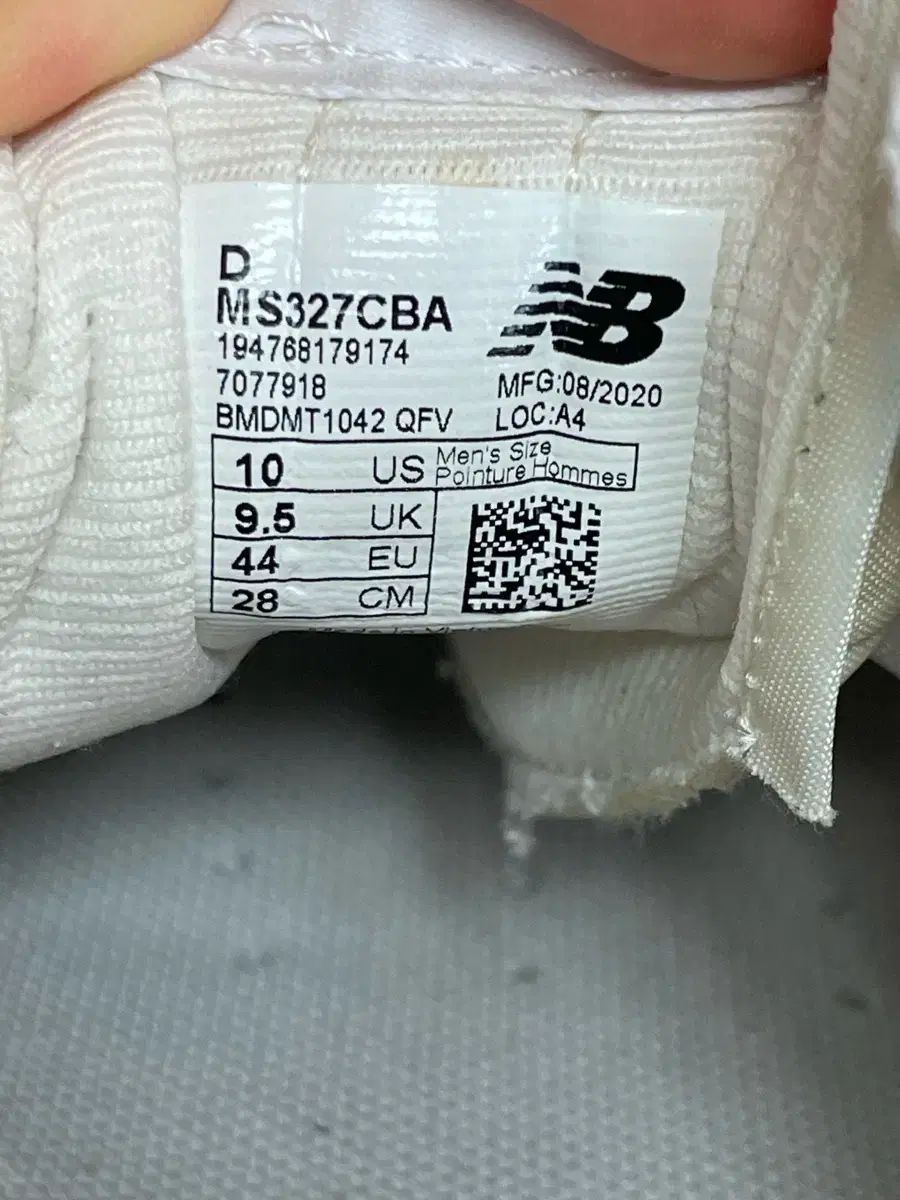 D
MS327CBA
194768179174
7077918
BMDMT1042 QFV
NB
MFG:08/2020
LOC:A4
10 US Men's Size
Pointure Hommes
9.5 UK
44 EU
28 CM